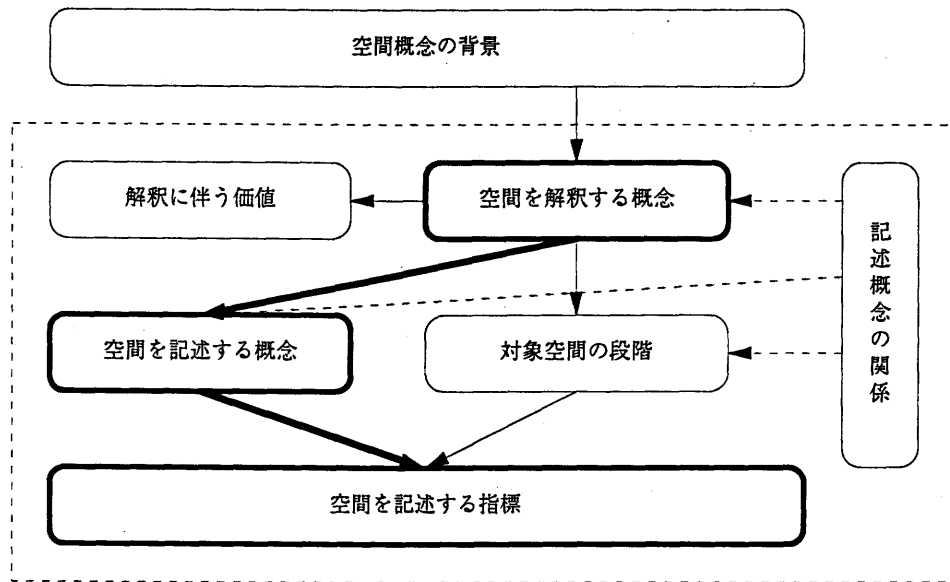 空間概念の背景
解釈に伴う価値
空間を解釈する概念
記述概念の関係
空間を記述する概念
対象空間の段階
空間を記述する指標